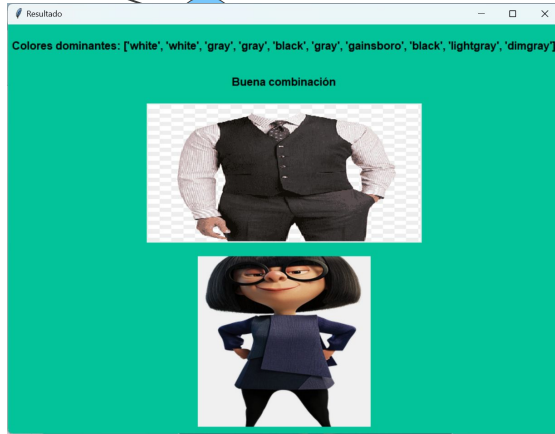 Resultado
Colores dominantes: ['white', 'white', 'gray', 'gray', 'black', 'gray', 'gainsboro', 'black', 'lightgray', 'dimgray']
Buena combinación